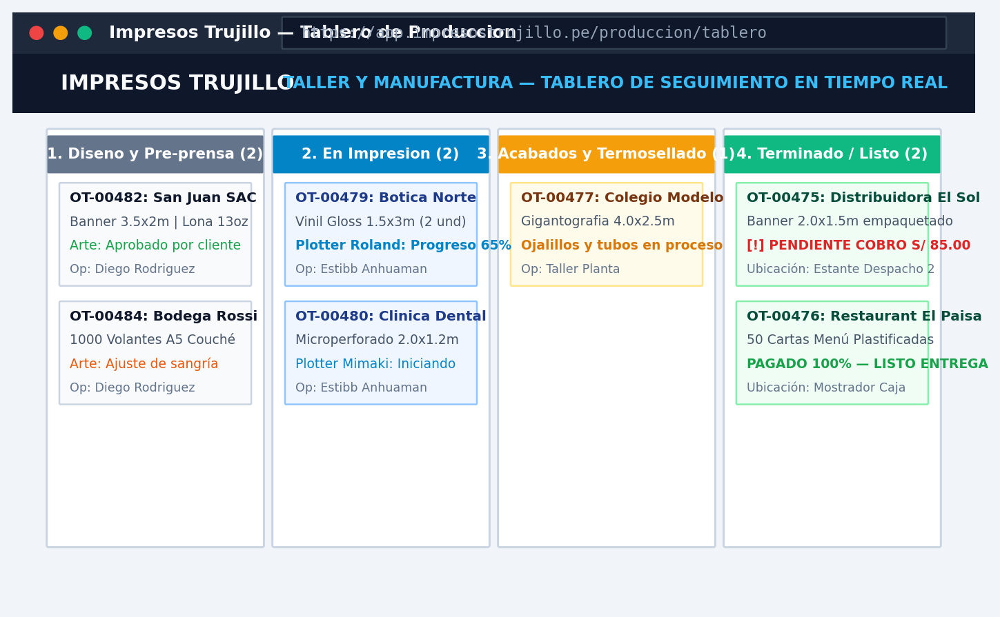 Impresos Trujillo — Tablero de Produccion
https://app.impresostrujillo.pe/produccion/tablero
IMPRESOS TRUJILLO
TALLER Y MANUFACTURA — TABLERO DE SEGUIMIENTO EN TIEMPO REAL
1. Diseno y Pre-prensa (2)
OT-00482: San Juan SAC
Banner 3.5x2m | Lona 13oz
Arte: Aprobado por cliente
Op: Diego Rodriguez
OT-00484: Bodega Rossi
1000 Volantes A5 Couché
Arte: Ajuste de sangría
Op: Diego Rodriguez
2. En Impresion (2)
OT-00479: Botica Norte
Vinil Gloss 1.5x3m (2 und)
Plotter Roland: Progreso 65%
Op: Estibb Anhuaman
OT-00480: Clinica Dental
Microperforado 2.0x1.2m
Plotter Mimaki: Iniciando
Op: Estibb Anhuaman
3. Acabados y Termosellado (1)
OT-00477: Colegio Modelo
Gigantografia 4.0x2.5m
Ojalillos y tubos en proceso
Op: Taller Planta
4. Terminado / Listo (2)
OT-00475: Distribuidora El Sol
Banner 2.0x1.5m empaquetado
[!] PENDIENTE COBRO S/ 85.00
Ubicación: Estante Despacho 2
OT-00476: Restaurant El Paisa
50 Cartas Menú Plastificadas
PAGADO 100% — LISTO ENTREGA
Ubicación: Mostrador Caja